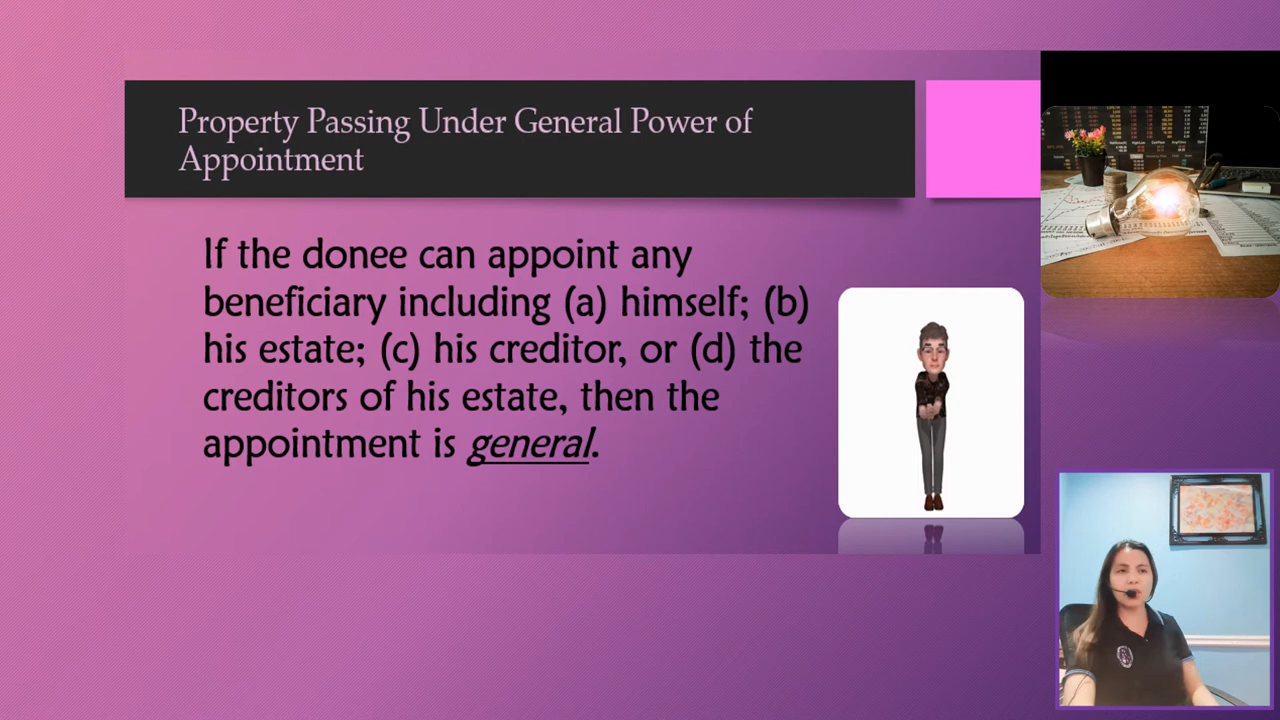 Property Passing Under General Power of
Appointment
If the donee can appoint any
beneficiary including (a) himself; (b)
his estate; (c) his creditor, or (d) the
creditors of his estate, then the
appointment is general.